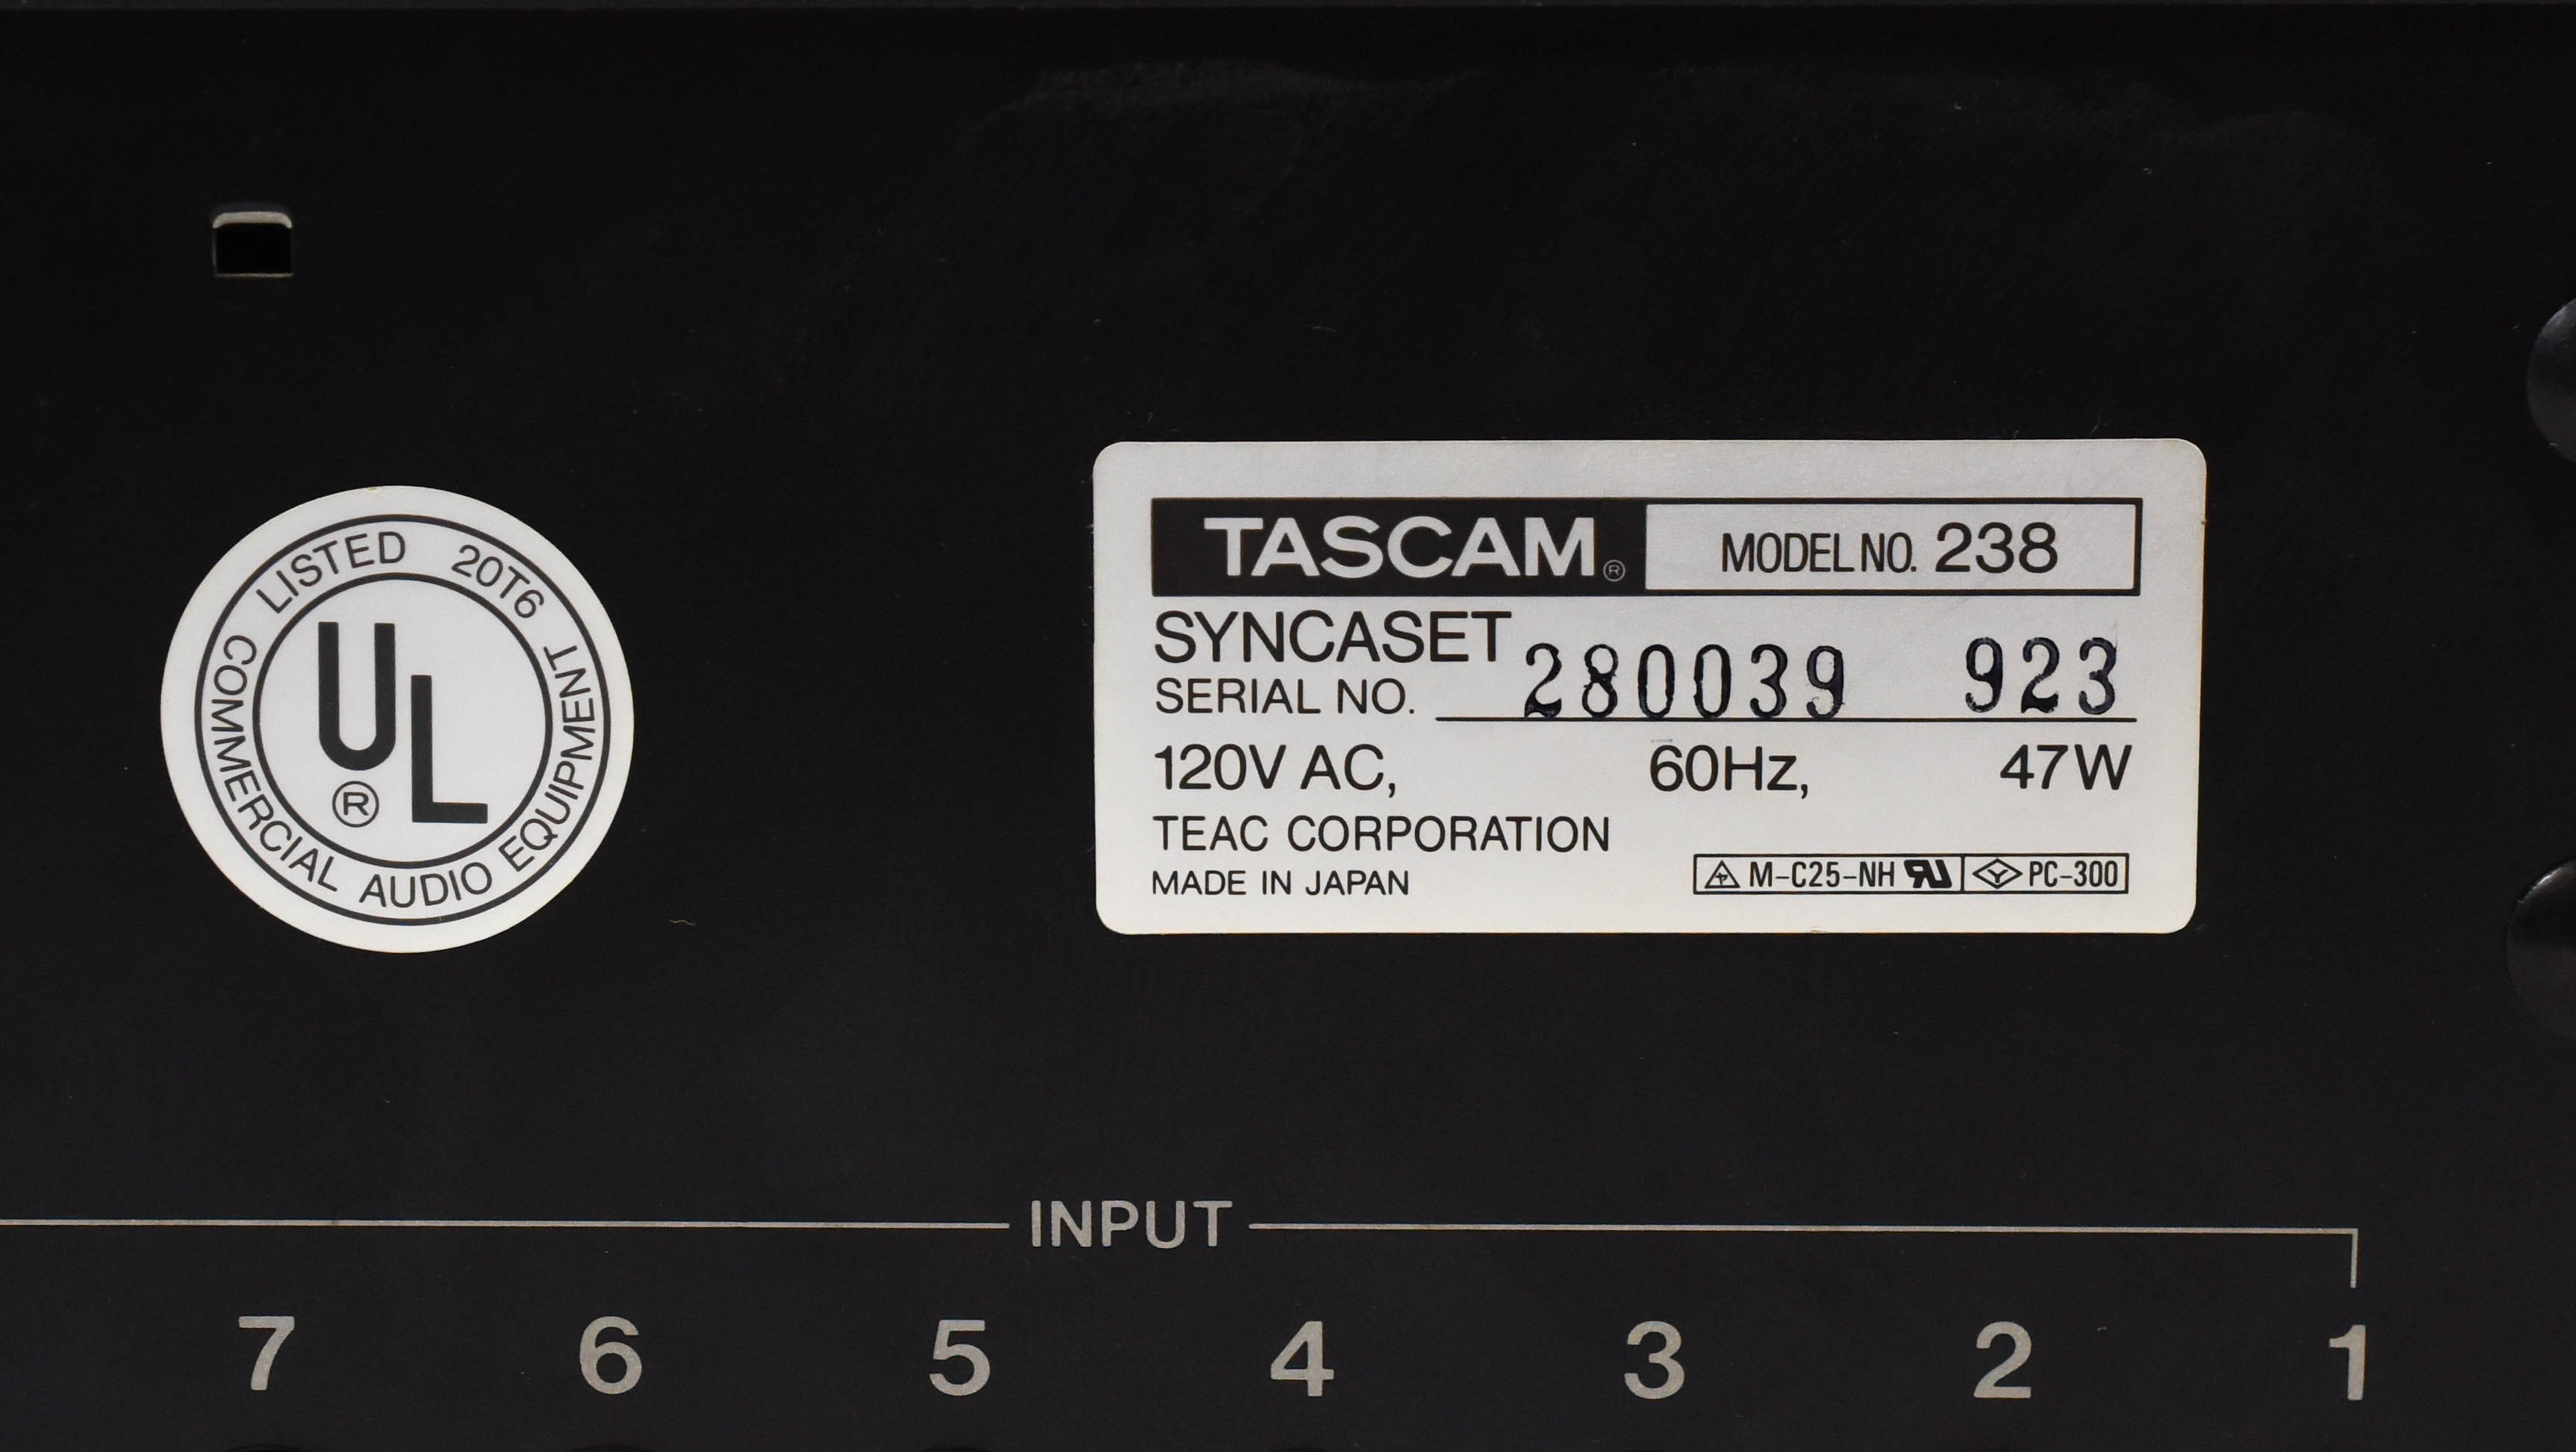 LISTED 20T6
UL®
COMMERCIAL AUDIO EQUIPMENT
TASCAM® MODEL NO. 238
SYNCASET
SERIAL NO. 280039 923
120V AC, 60Hz, 47W
TEAC CORPORATION
MADE IN JAPAN
M-C25-NH RU PC-300
INPUT
7 6 5 4 3 2 1